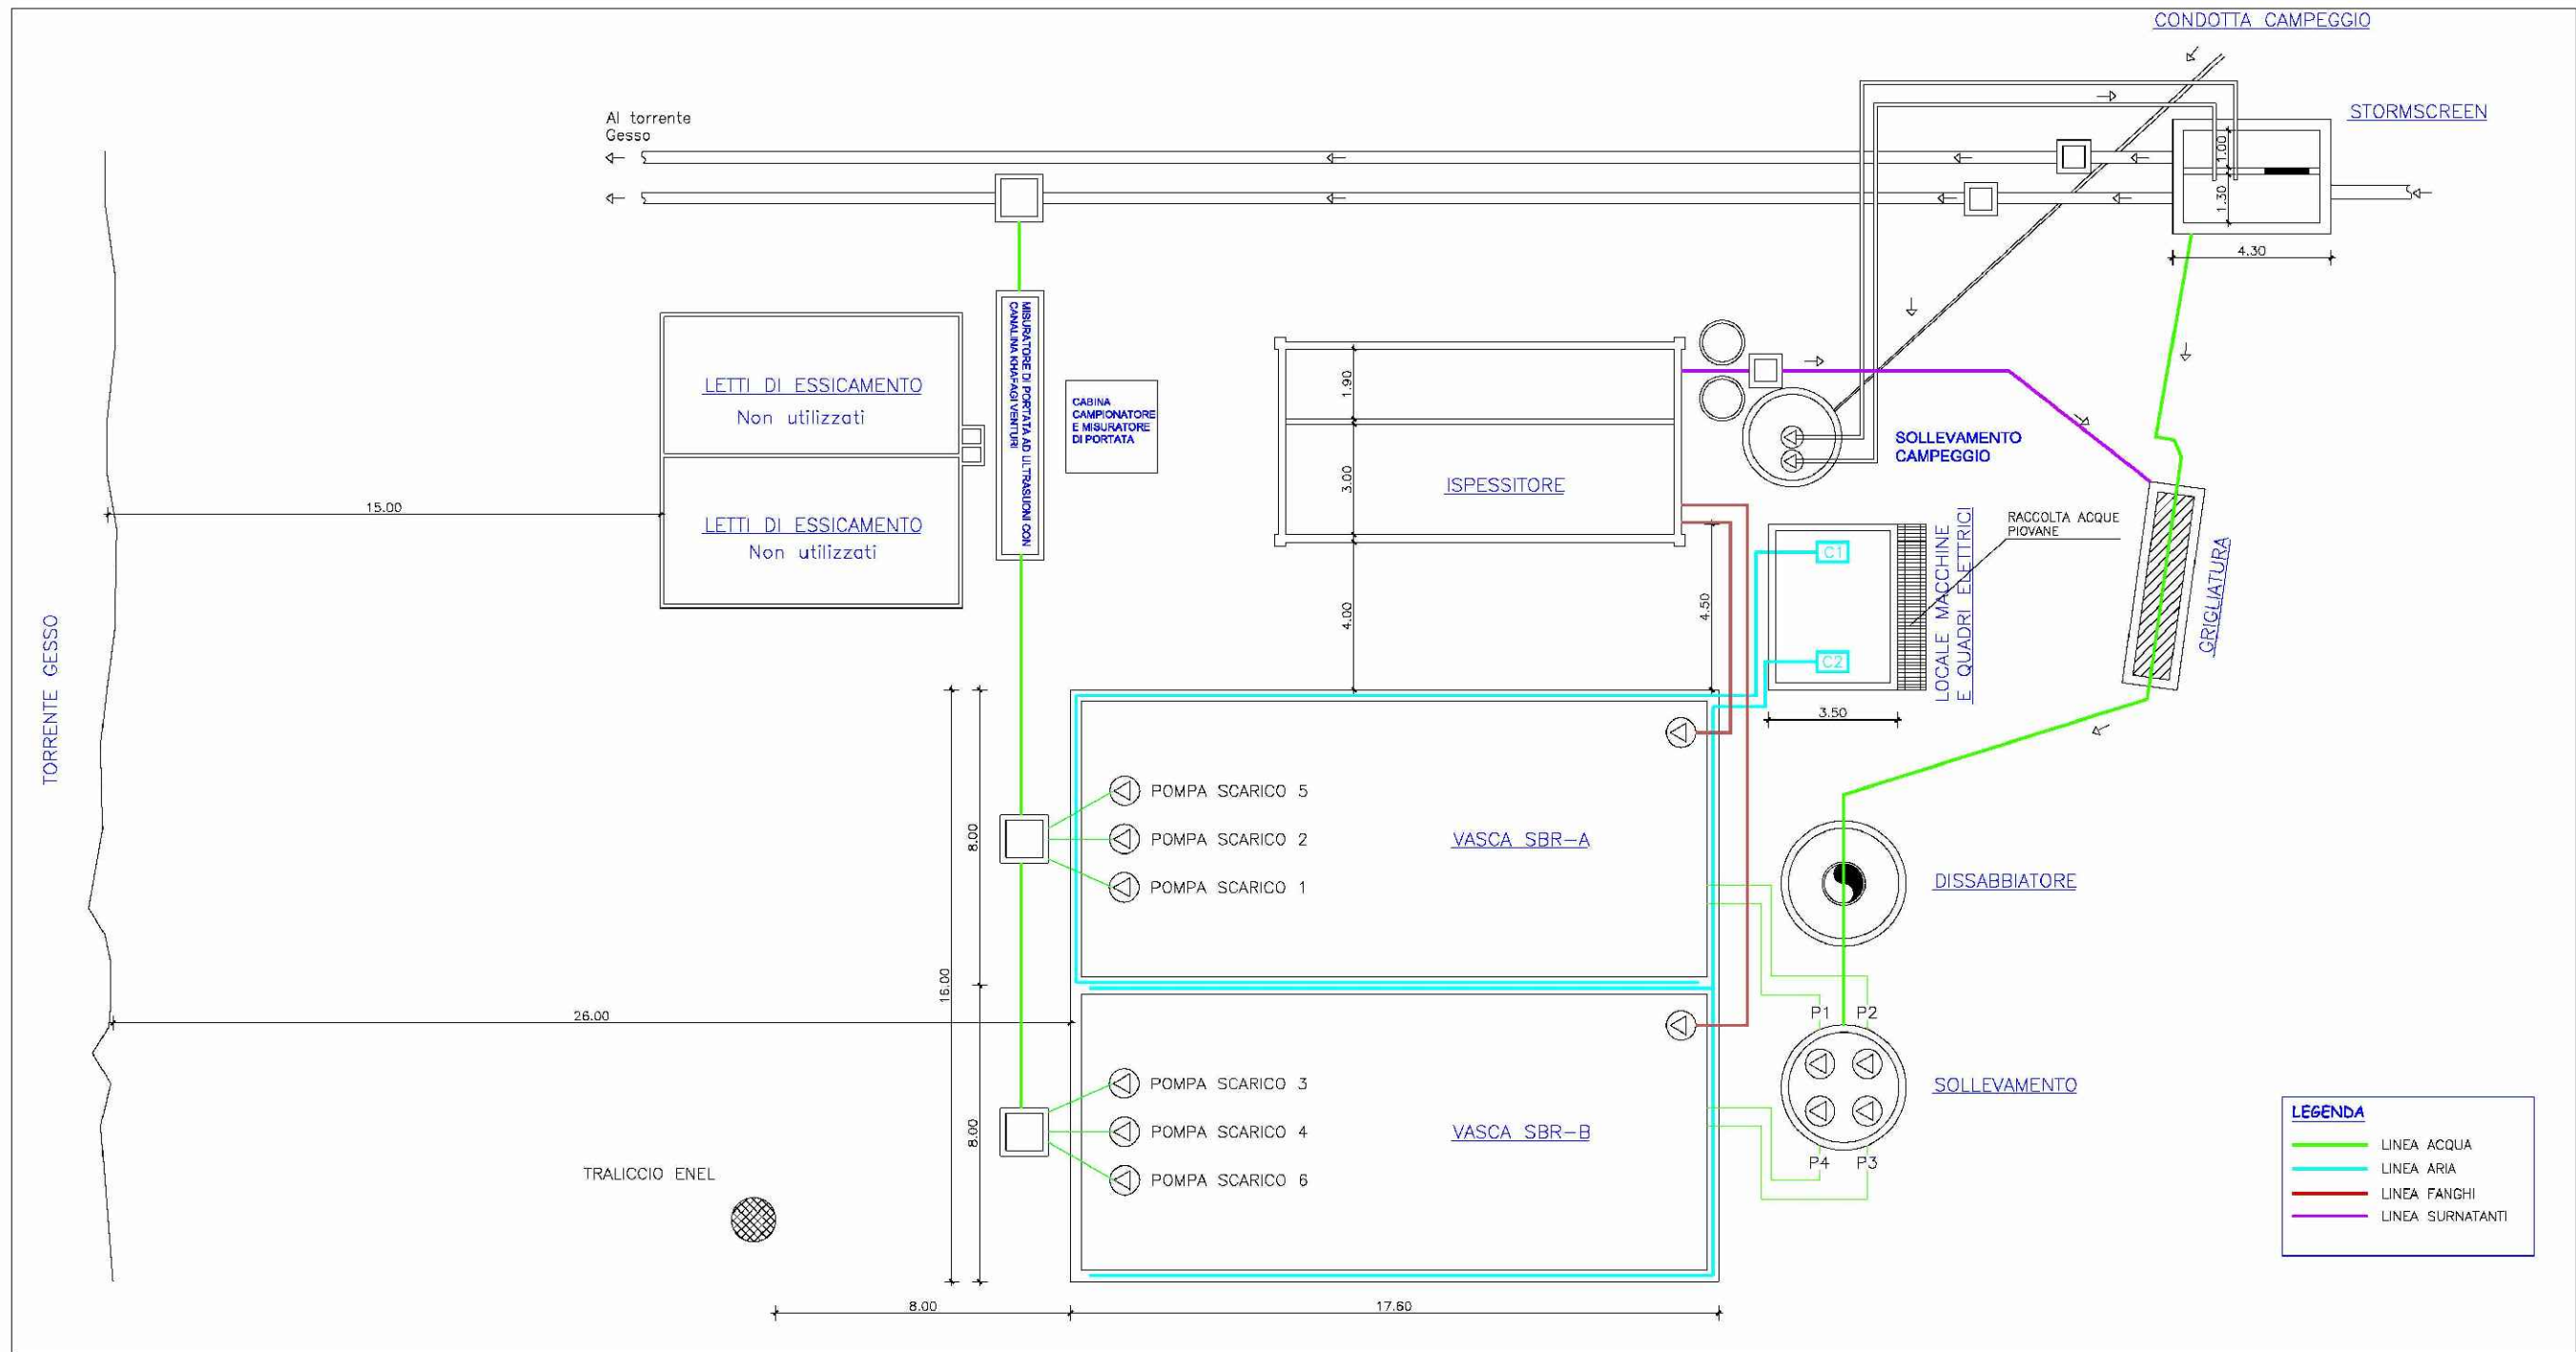 CONDOTTA CAMPEGGIO
STORMSCREEN
Al torrente
Gesso
1.00
1.30
4.30
MISURATORE DI PORTATA AD ULTRASUONI CON
CANALINA KHAFAGI VENTURI
LETTI DI ESSICAMENTO
Non utilizzati
CABINA
CAMPIONATORE
E MISURATORE
DI PORTATA
1.90
3.00
ISPESSITORE
SOLLEVAMENTO
CAMPEGGIO
15.00
LETTI DI ESSICAMENTO
Non utilizzati
RACCOLTA ACQUE
PIOVANE
C1
C2
LOCALE MACCHINE
E QUADRI ELETTRICI
GRIGLIATURA
4.00
4.50
3.50
TORRENTE GESSO
POMPA SCARICO 5
POMPA SCARICO 2
POMPA SCARICO 1
VASCA SBR-A
8.00
16.00
DISSABBIATORE
26.00
P1
P2
POMPA SCARICO 3
POMPA SCARICO 4
POMPA SCARICO 6
VASCA SBR-B
8.00
SOLLEVAMENTO
P4
P3
TRALICCIO ENEL
LEGENDA
LINEA ACQUA
LINEA ARIA
LINEA FANGHI
LINEA SURNATANTI
8.00
17.60